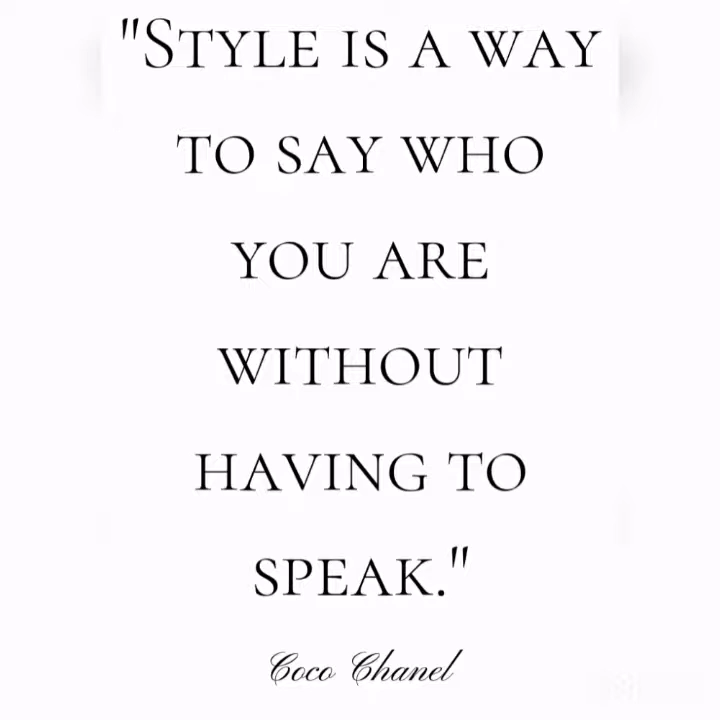 "STYLE IS A WAY
TO SAY WHO
YOU ARE
WITHOUT
HAVING TO
SPEAK."
Coco Chanel